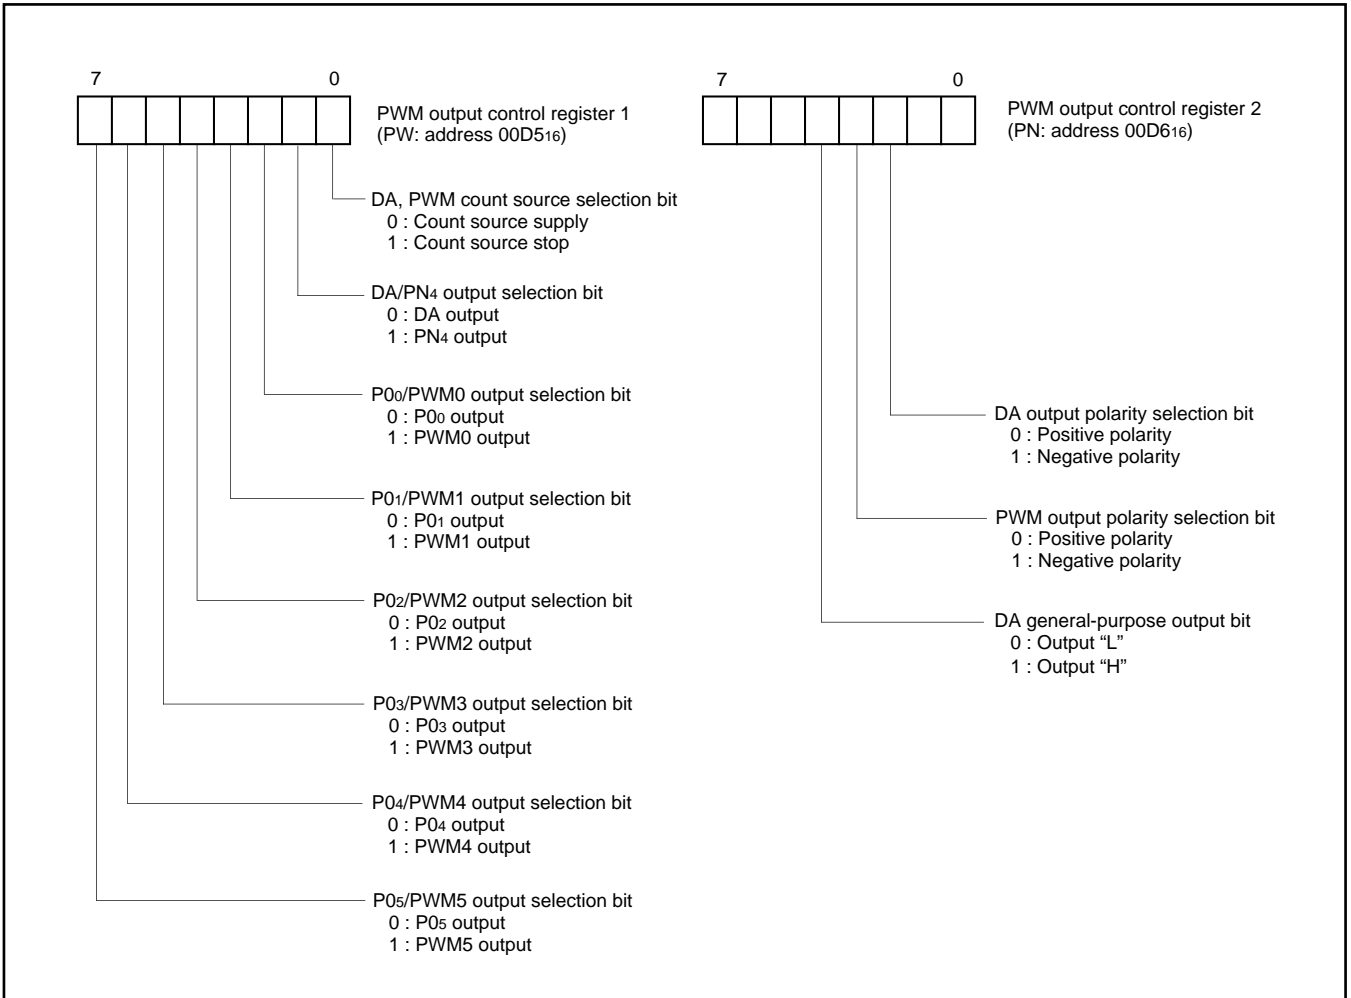 7 0
PWM output control register 1
(PW: address 00D516)
DA, PWM count source selection bit
0 : Count source supply
1 : Count source stop
DA/PN4 output selection bit
0 : DA output
1 : PN4 output
P00/PWM0 output selection bit
0 : P00 output
1 : PWM0 output
P01/PWM1 output selection bit
0 : P01 output
1 : PWM1 output
P02/PWM2 output selection bit
0 : P02 output
1 : PWM2 output
P03/PWM3 output selection bit
0 : P03 output
1 : PWM3 output
P04/PWM4 output selection bit
0 : P04 output
1 : PWM4 output
P05/PWM5 output selection bit
0 : P05 output
1 : PWM5 output
7 0
PWM output control register 2
(PN: address 00D616)
DA output polarity selection bit
0 : Positive polarity
1 : Negative polarity
PWM output polarity selection bit
0 : Positive polarity
1 : Negative polarity
DA general-purpose output bit
0 : Output “L”
1 : Output “H”